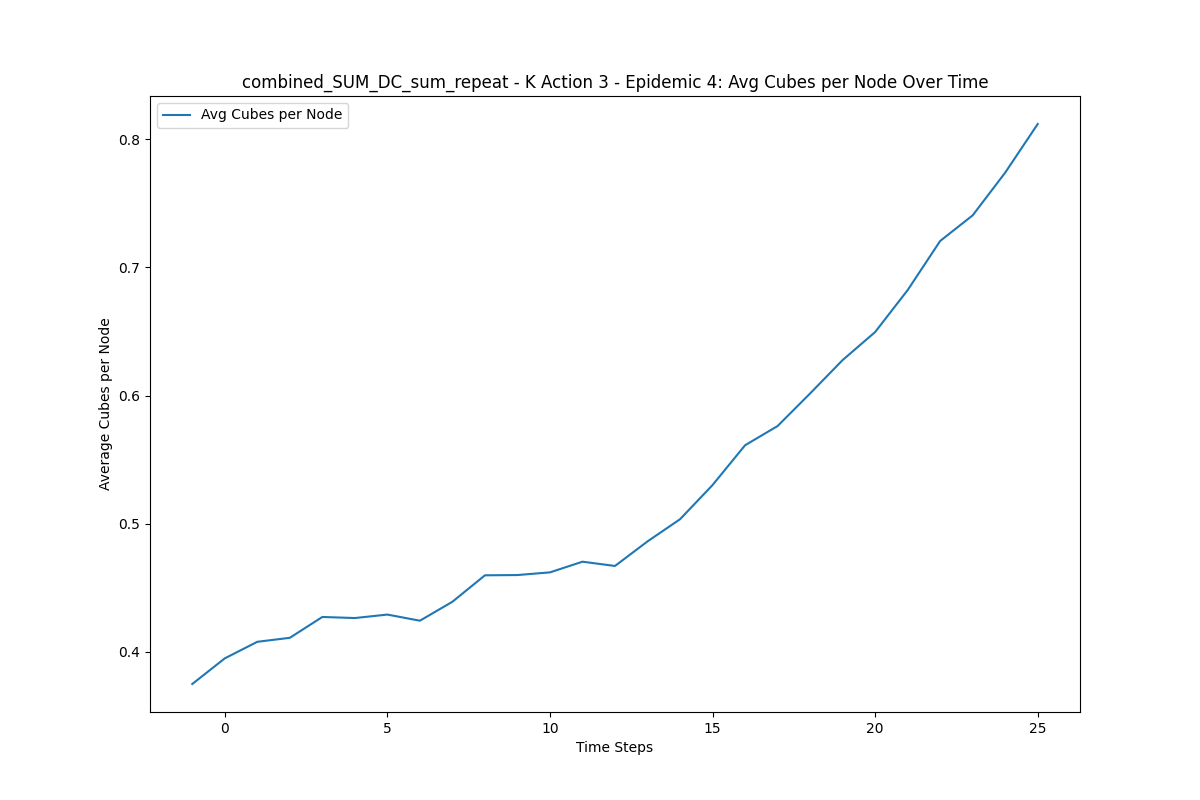 combined_SUM_DC_sum_repeat - K Action 3 - Epidemic 4: Avg Cubes per Node Over Time
Avg Cubes per Node
0.8
0.7
0.6
0.5
0.4
Average Cubes per Node
0 5 10 15 20 25
Time Steps